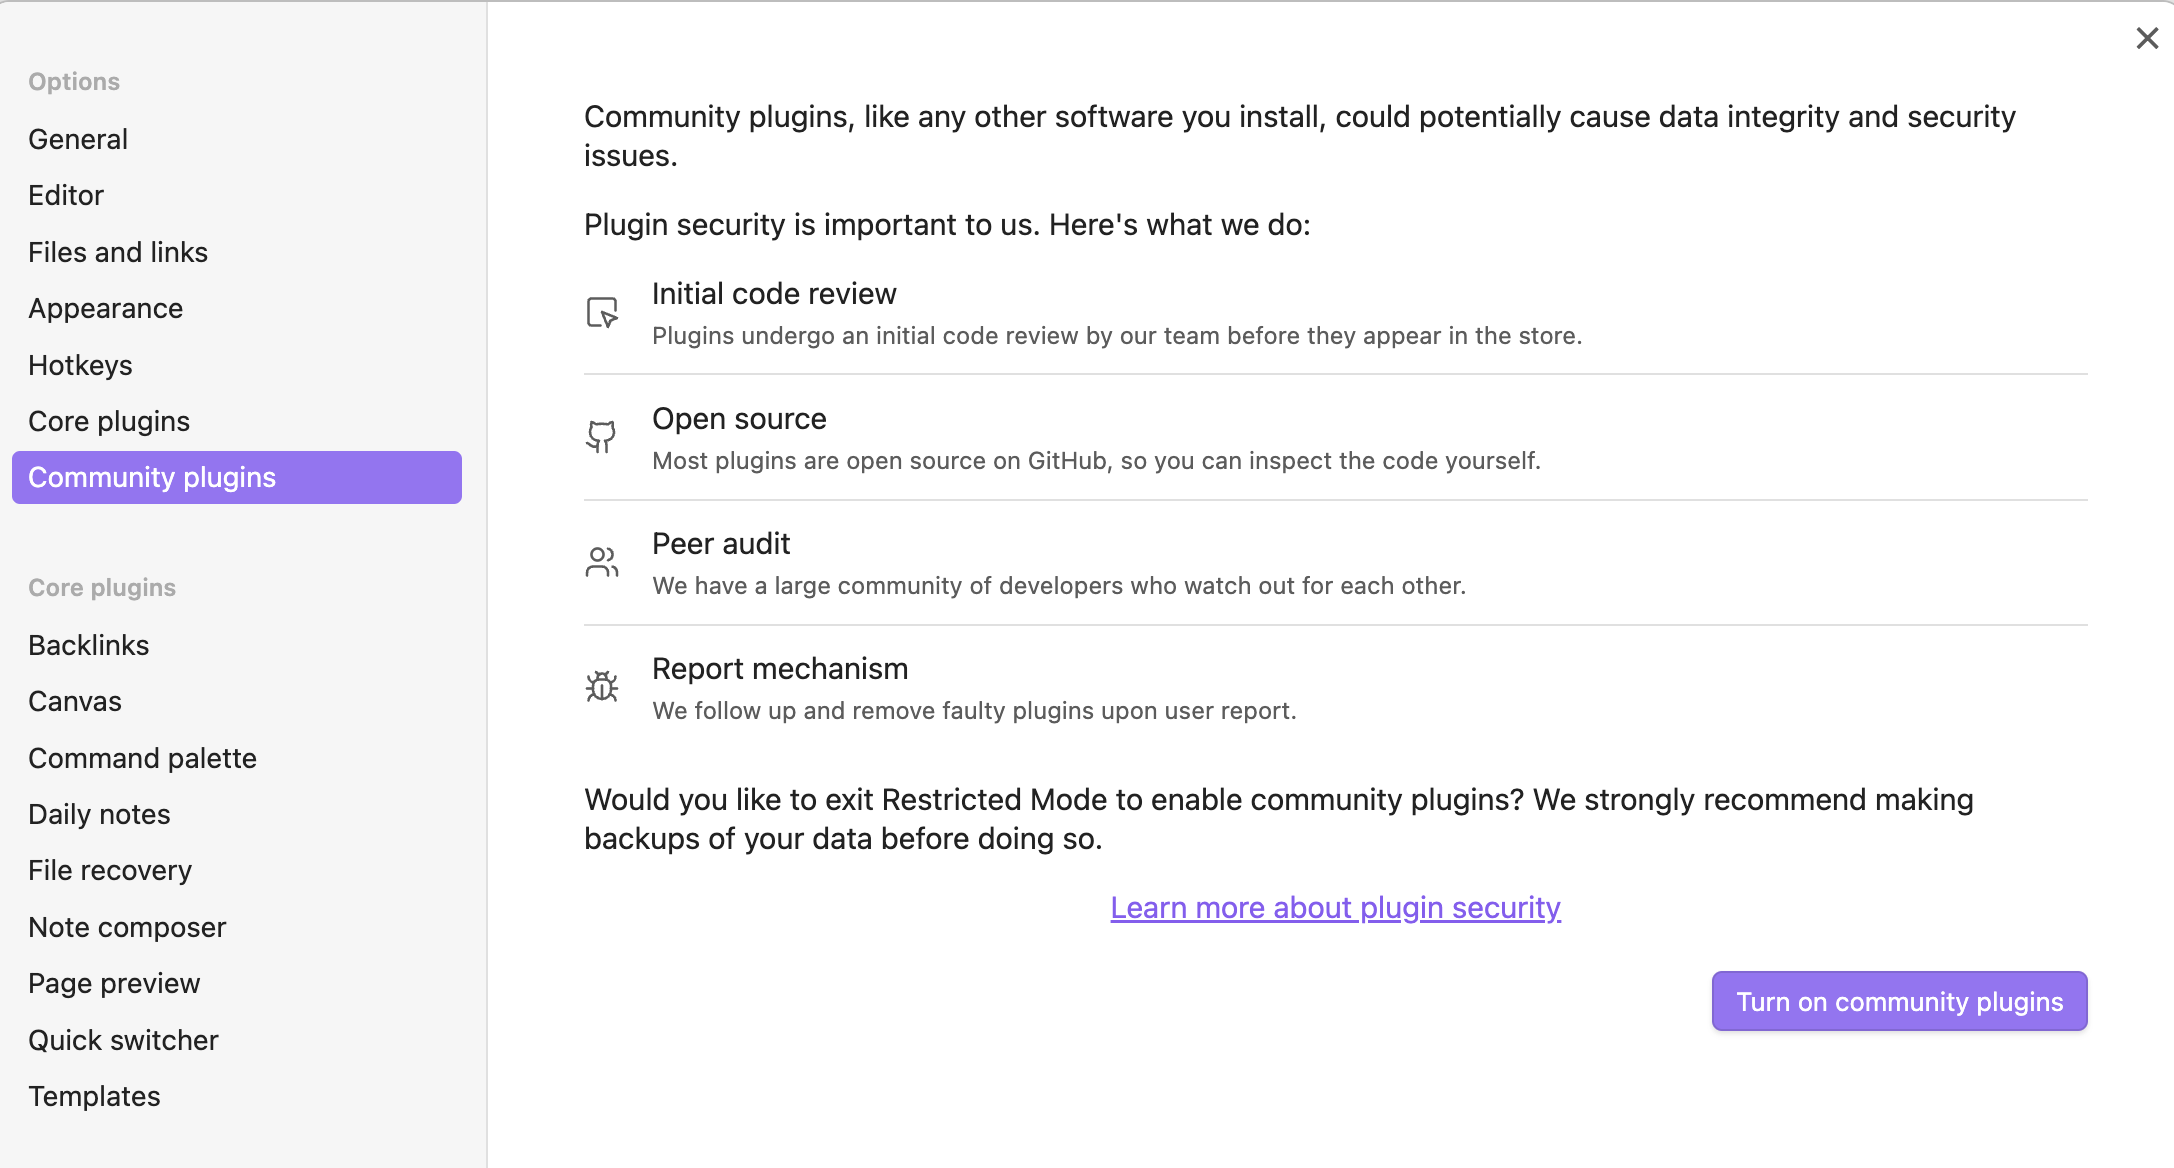 Options
General
Editor
Files and links
Appearance
Hotkeys
Core plugins
Community plugins
Core plugins
Backlinks
Canvas
Command palette
Daily notes
File recovery
Note composer
Page preview
Quick switcher
Templates
Community plugins, like any other software you install, could potentially cause data integrity and security
issues.
Plugin security is important to us. Here's what we do:
Initial code review
Plugins undergo an initial code review by our team before they appear in the store.
Open source
Most plugins are open source on GitHub, so you can inspect the code yourself.
Peer audit
We have a large community of developers who watch out for each other.
Report mechanism
We follow up and remove faulty plugins upon user report.
Would you like to exit Restricted Mode to enable community plugins? We strongly recommend making
backups of your data before doing so.
Learn more about plugin security
Turn on community plugins